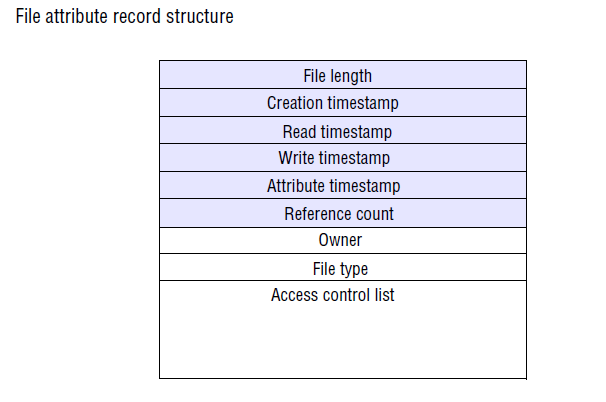 File attribute record structure
File length
Creation timestamp
Read timestamp
Write timestamp
Attribute timestamp
Reference count
Owner
File type
Access control list